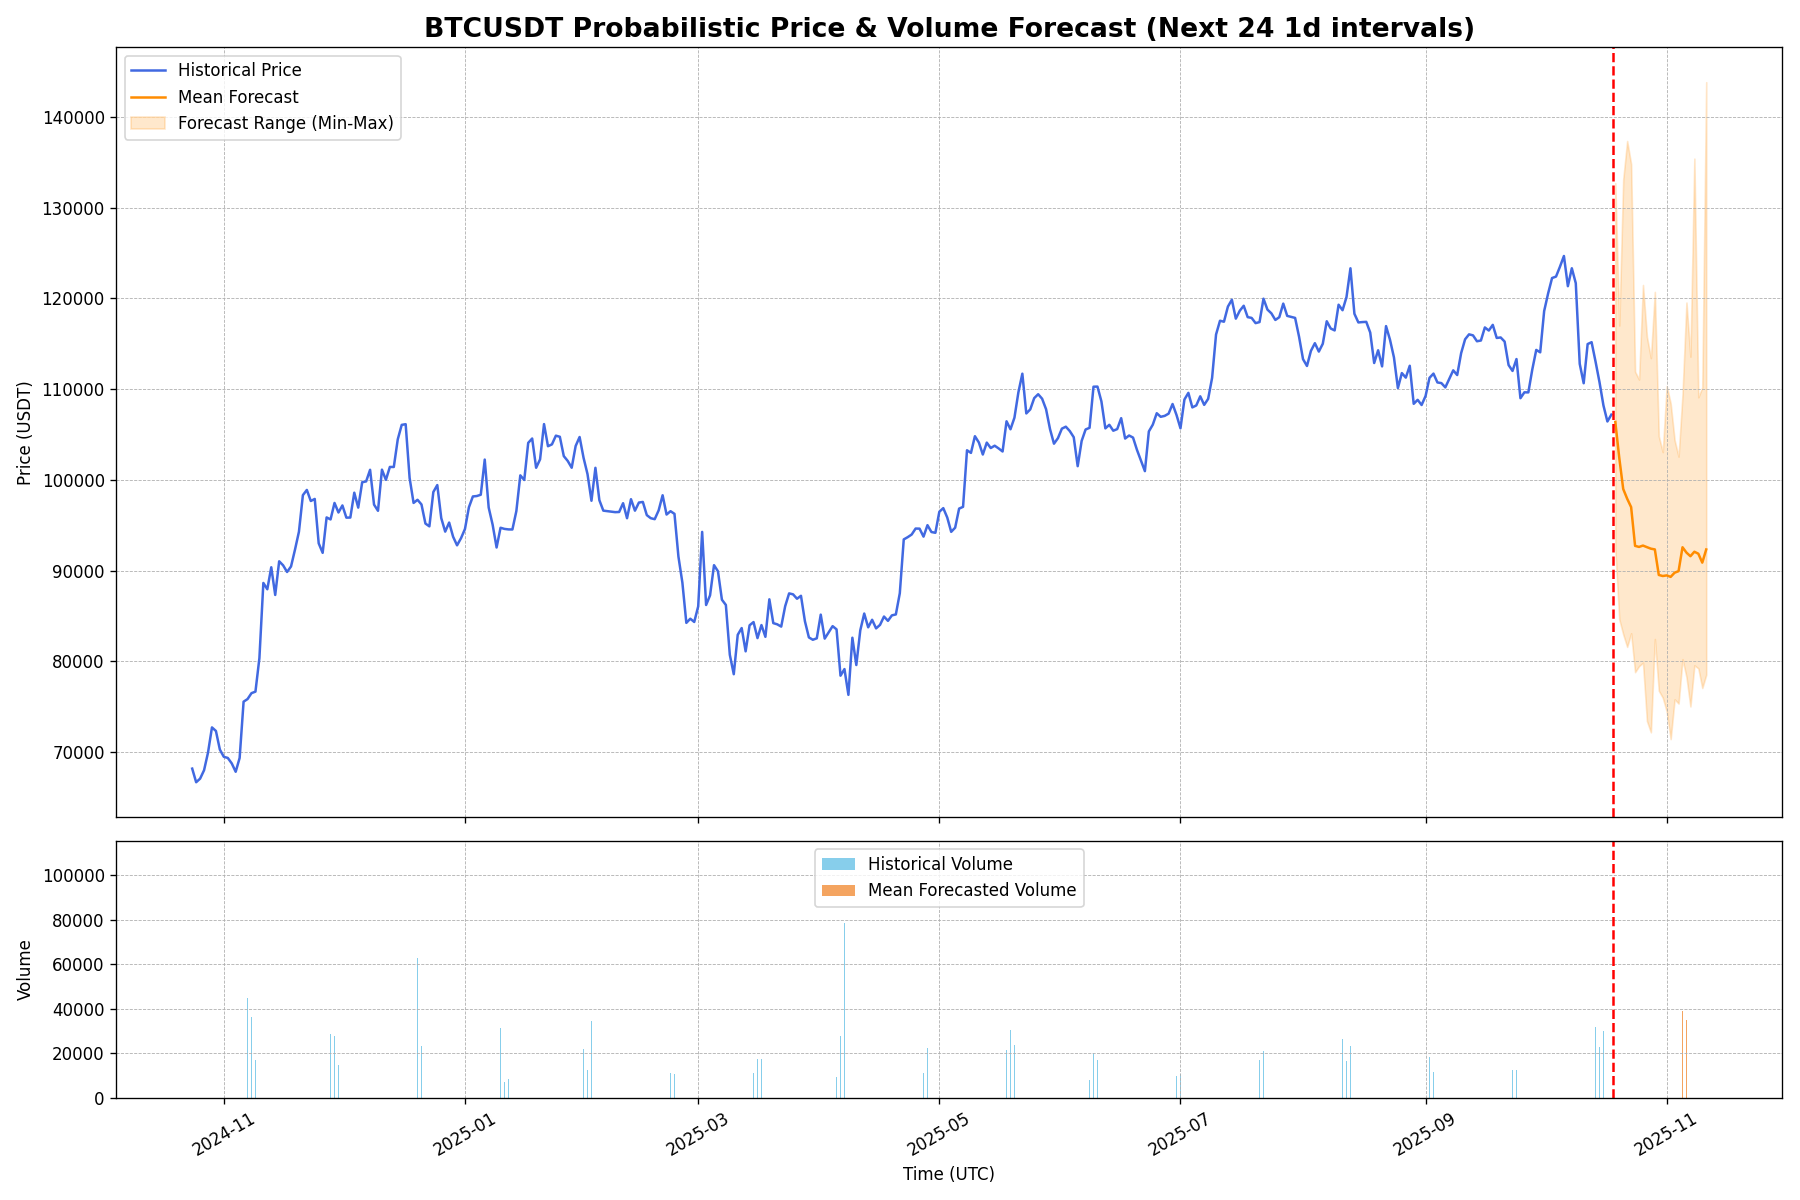 BTCUSDT Probabilistic Price & Volume Forecast (Next 24 1d intervals)
Historical Price
Mean Forecast
Forecast Range (Min-Max)
Price (USDT)
140000
130000
120000
110000
100000
90000
80000
70000
Historical Volume
Mean Forecasted Volume
Volume
100000
80000
60000
40000
20000
0
2024-11
2025-01
2025-03
2025-05
2025-07
2025-09
2025-11
Time (UTC)